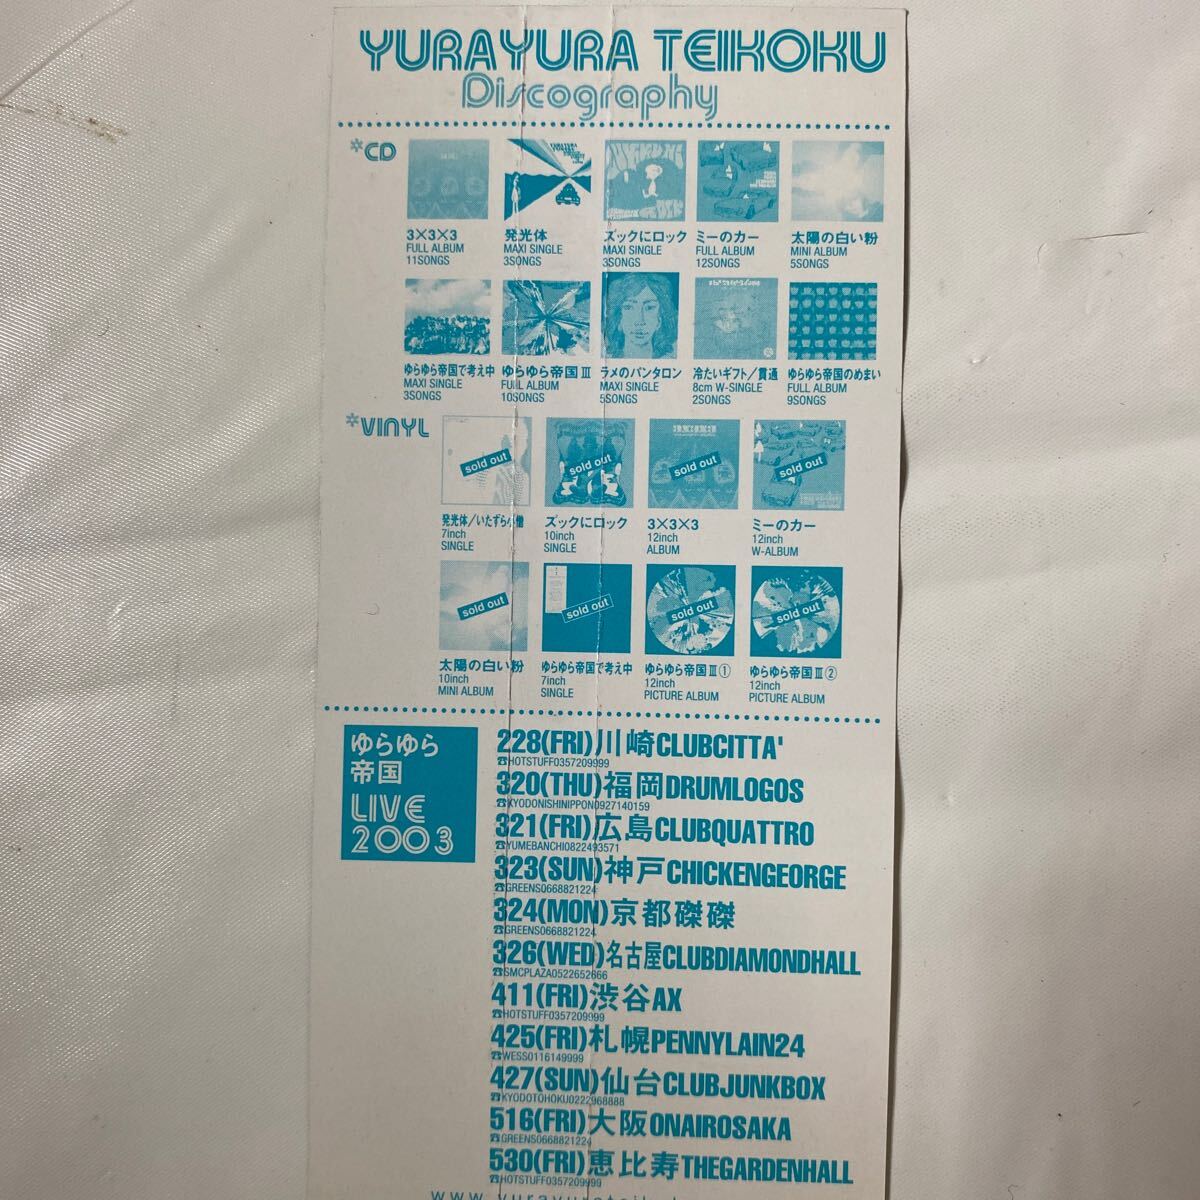 YURAYURA TEIKOKU
Discography
*CD
3×3×3
FULL ALBUM
11SONGS
発光体
MAXI SINGLE
3SONGS
ズックにロック
MAXI SINGLE
3SONGS
ミーのカー
FULL ALBUM
12SONGS
太陽の白い粉
MINI ALBUM
5SONGS
ゆらゆら帝国で考え中
MAXI SINGLE
3SONGS
ゆらゆら帝国Ⅲ
FULL ALBUM
10SONGS
ラメのパンタロン
MAXI SINGLE
5SONGS
冷たいギフト/貫通
8cm W-SINGLE
2SONGS
ゆらゆら帝国のめまい
FULL ALBUM
9SONGS
*VINYL
sold out
発光体/いたずら小僧
7inch
SINGLE
sold out
ズックにロック
10inch
SINGLE
sold out
3×3×3
12inch
ALBUM
sold out
ミーのカー
12inch
W-ALBUM
sold out
太陽の白い粉
10inch
MINI ALBUM
sold out
ゆらゆら帝国で考え中
7inch
SINGLE
sold out
ゆらゆら帝国Ⅲ①
12inch
PICTURE ALBUM
sold out
ゆらゆら帝国Ⅲ②
12inch
PICTURE ALBUM
ゆらゆら
帝国
LIVE
2003
228(FRI)川崎CLUBCITTA'
☎HOTSTUFF0357209999
320(THU)福岡DRUMLOGOS
☎KYODONISHINIPPON0927140159
321(FRI)広島CLUBQUATTRO
☎YUMEBANCHI0822493571
323(SUN)神戸CHICKENGEORGE
☎GREENS0668821224
324(MON)京都磔磔
☎GREENS0668821224
326(WED)名古屋CLUBDIAMONDHALL
☎SMCPLAZA0522652666
411(FRI)渋谷AX
☎HOTSTUFF0357209999
425(FRI)札幌PENNYLAIN24
☎WESS0116149999
427(SUN)仙台CLUBJUNKBOX
☎KYODOTOHOKU0222968888
516(FRI)大阪ONAIROSAKA
☎GREENS0668821224
530(FRI)恵比寿THEGARDENHALL
☎HOTSTUFF0357209999